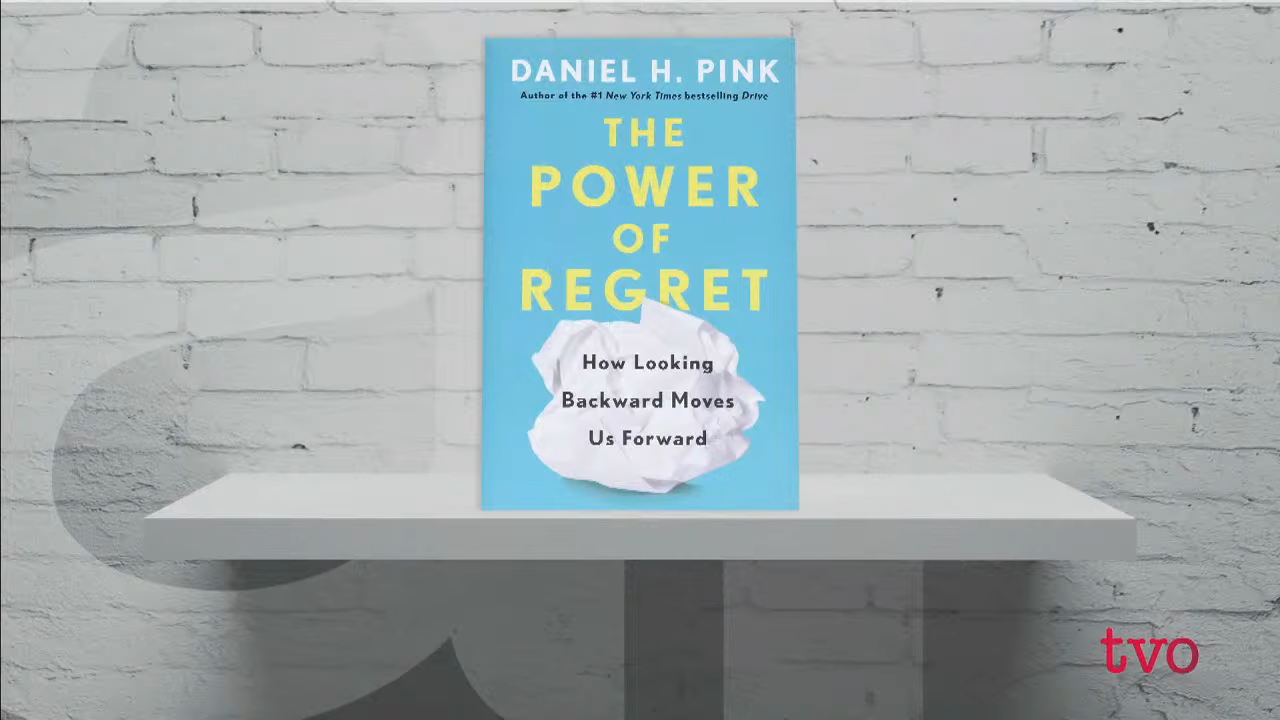 DANIEL H. PINK
Author of the #1 New York Times bestselling Drive
THE
POWER
OF
REGRET
How Looking
Backward Moves
Us Forward
tvo